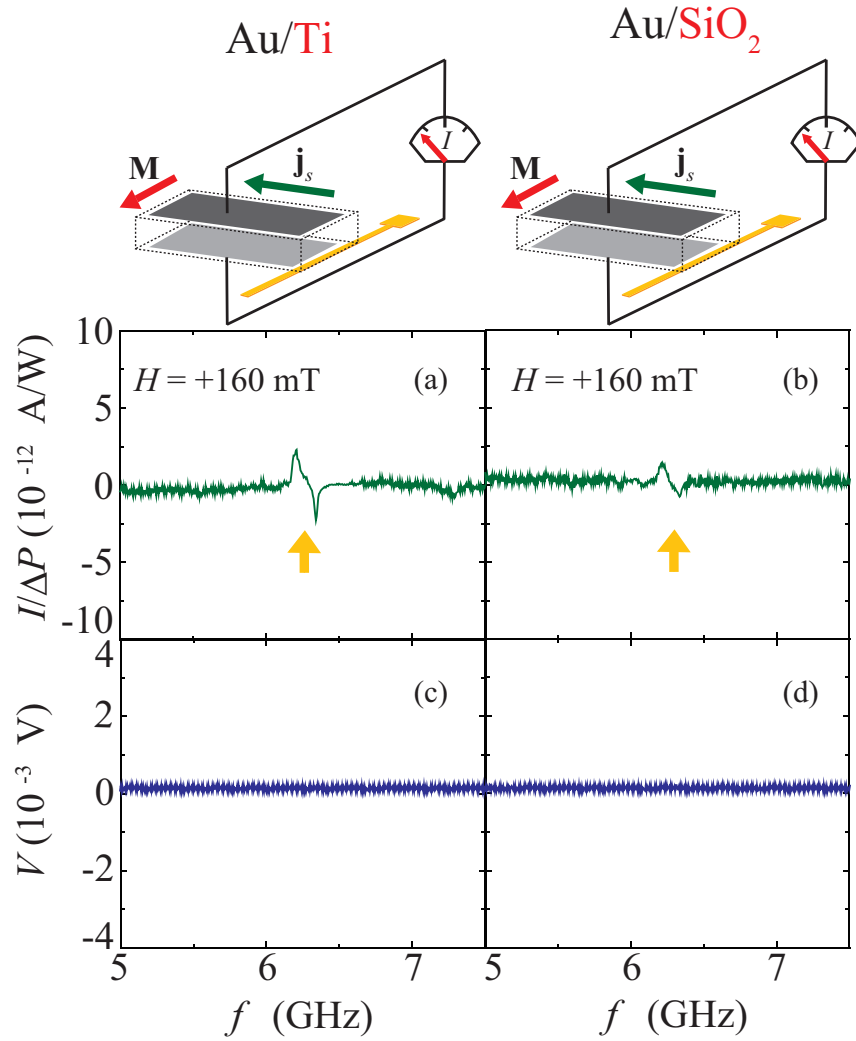 Au/Ti
Au/SiO₂
I
I
M
jₛ
M
jₛ
10
5
0
-5
-10
I/ΔP (10 ⁻¹² A/W)
H = +160 mT
(a)
H = +160 mT
(b)
4
2
0
-2
-4
V (10 ⁻³ V)
(c)
(d)
5
6
7
5
6
7
f (GHz)
f (GHz)